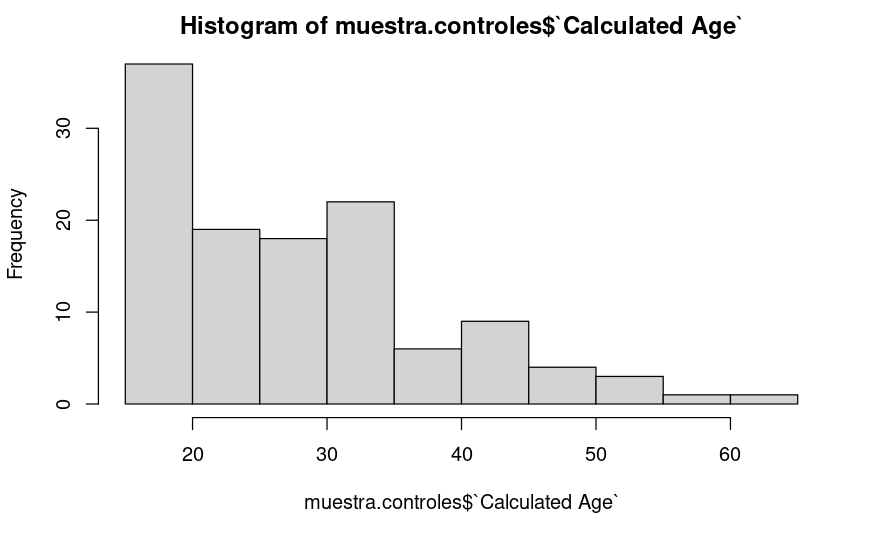 Histogram of muestra.controles$`Calculated Age`
Frequency
30
20
10
0
20 30 40 50 60
muestra.controles$`Calculated Age`